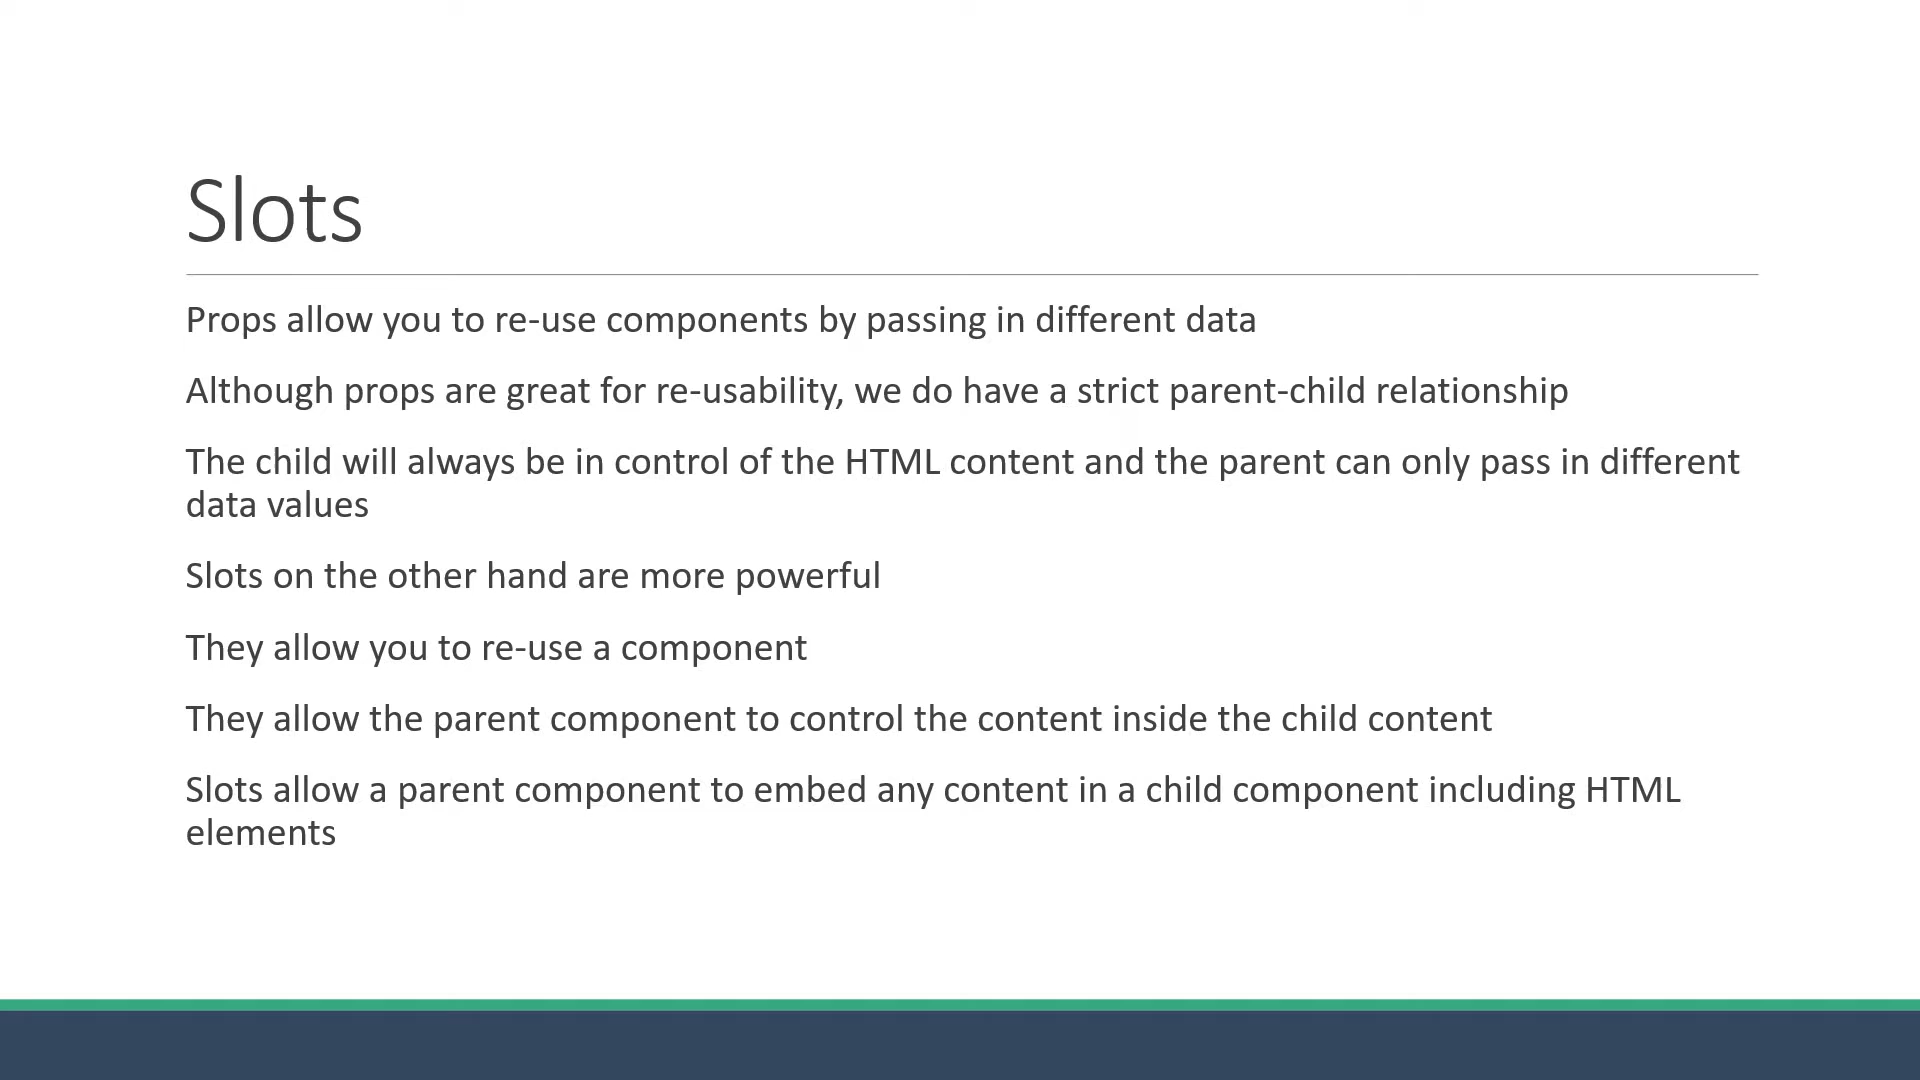 Slots
Props allow you to re-use components by passing in different data
Although props are great for re-usability, we do have a strict parent-child relationship
The child will always be in control of the HTML content and the parent can only pass in different
data values
Slots on the other hand are more powerful
They allow you to re-use a component
They allow the parent component to control the content inside the child content
Slots allow a parent component to embed any content in a child component including HTML
elements